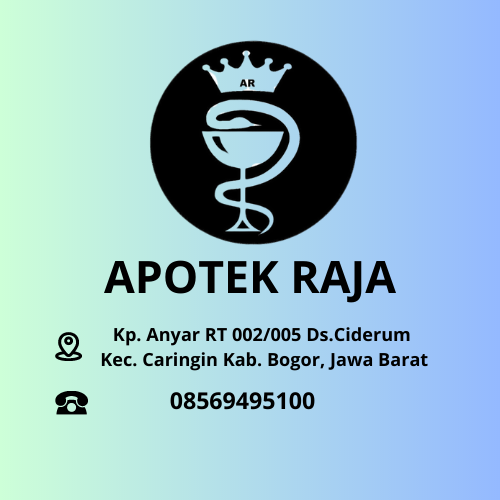 AR
APOTEK RAJA
Kp. Anyar RT 002/005 Ds.Ciderum
Kec. Caringin Kab. Bogor, Jawa Barat
08569495100